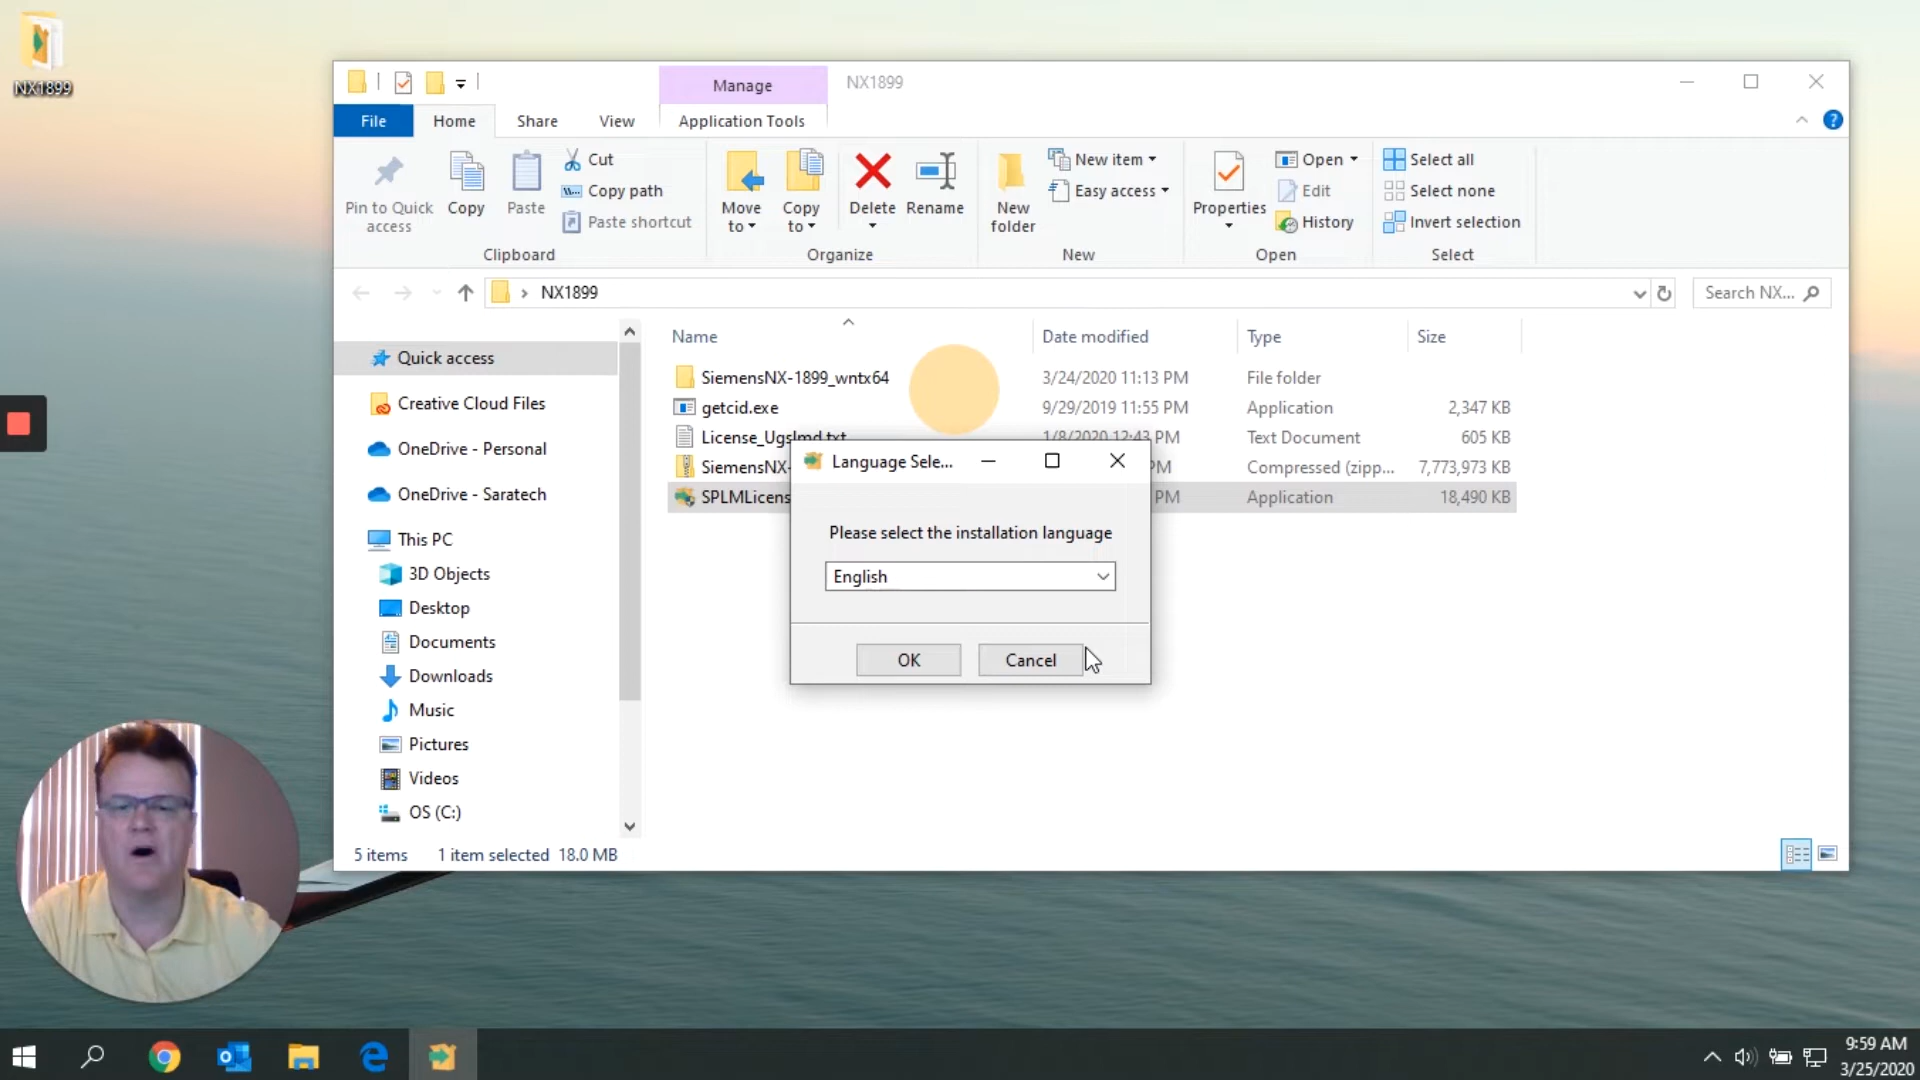 NX1899
Manage
NX1899
File
Home
Share
View
Application Tools
Pin to Quick access
Copy
Paste
Cut
Copy path
Paste shortcut
Clipboard
Move to
Copy to
Delete
Rename
Organize
New folder
New item
Easy access
New
Properties
Open
Edit
History
Open
Select all
Select none
Invert selection
Select
NX1899
Search NX...
Quick access
Creative Cloud Files
OneDrive - Personal
OneDrive - Saratech
This PC
3D Objects
Desktop
Documents
Downloads
Music
Pictures
Videos
OS (C:)
Name Date modified Type Size
SiemensNX-1899_wntx64 3/24/2020 11:13 PM File folder
getcid.exe 9/29/2019 11:55 PM Application 2,347 KB
License_Ugslmd.txt 1/8/2020 12:43 PM Text Document 605 KB
SiemensNX- PM Compressed (zipp... 7,773,973 KB
SPLMLicens PM Application 18,490 KB
Language Sele...
Please select the installation language
English
OK Cancel
5 items 1 item selected 18.0 MB
9:59 AM
3/25/2020